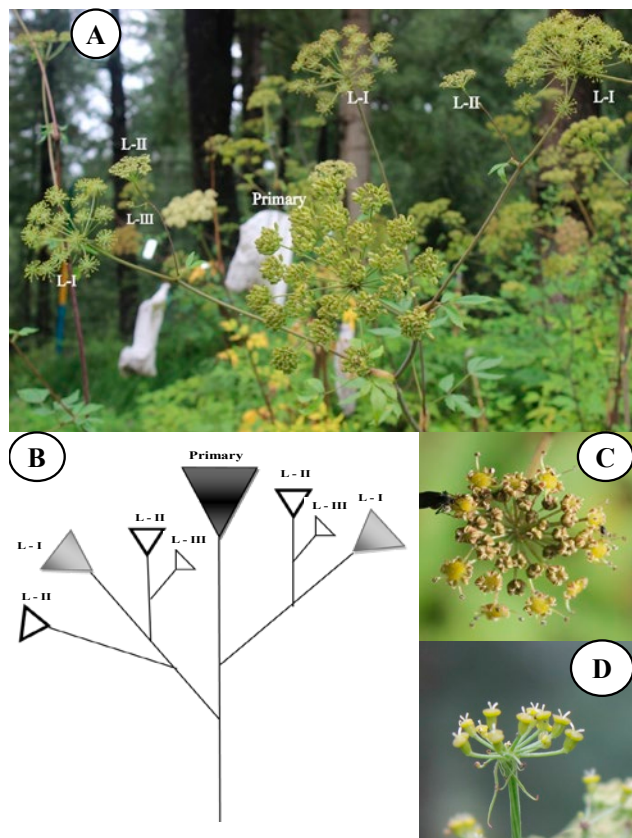 A
L-I
L-II
L-I
L-II
L-III
Primary
L-I
B
Primary
L - II
L - I
L - II
L - III
L - III
L - I
L - II
C
D